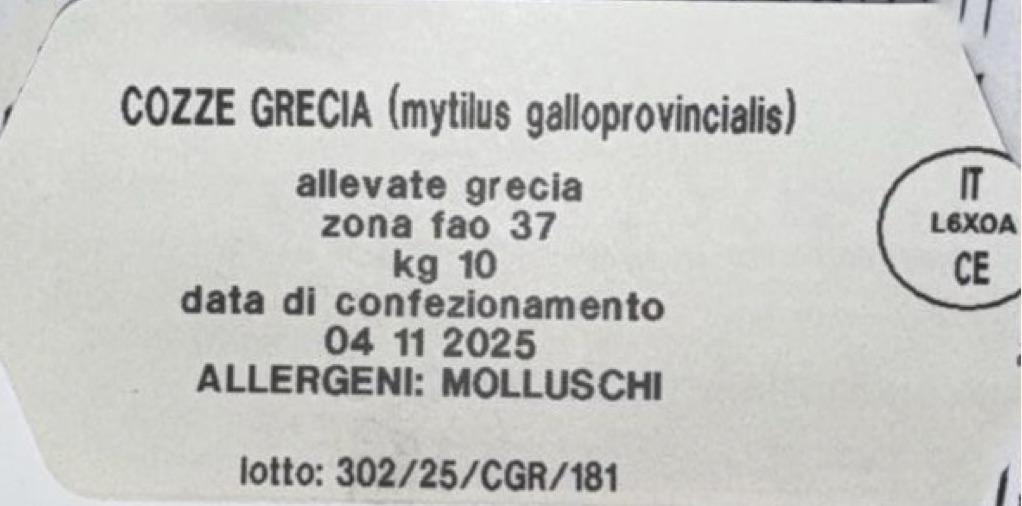 COZZE GRECIA (mytilus galloprovincialis)
allevate grecia
zona fao 37
kg 10
data di confezionamento
04 11 2025
ALLERGENI: MOLLUSCHI
lotto: 302/25/CGR/181
IT
L6X0A
CE